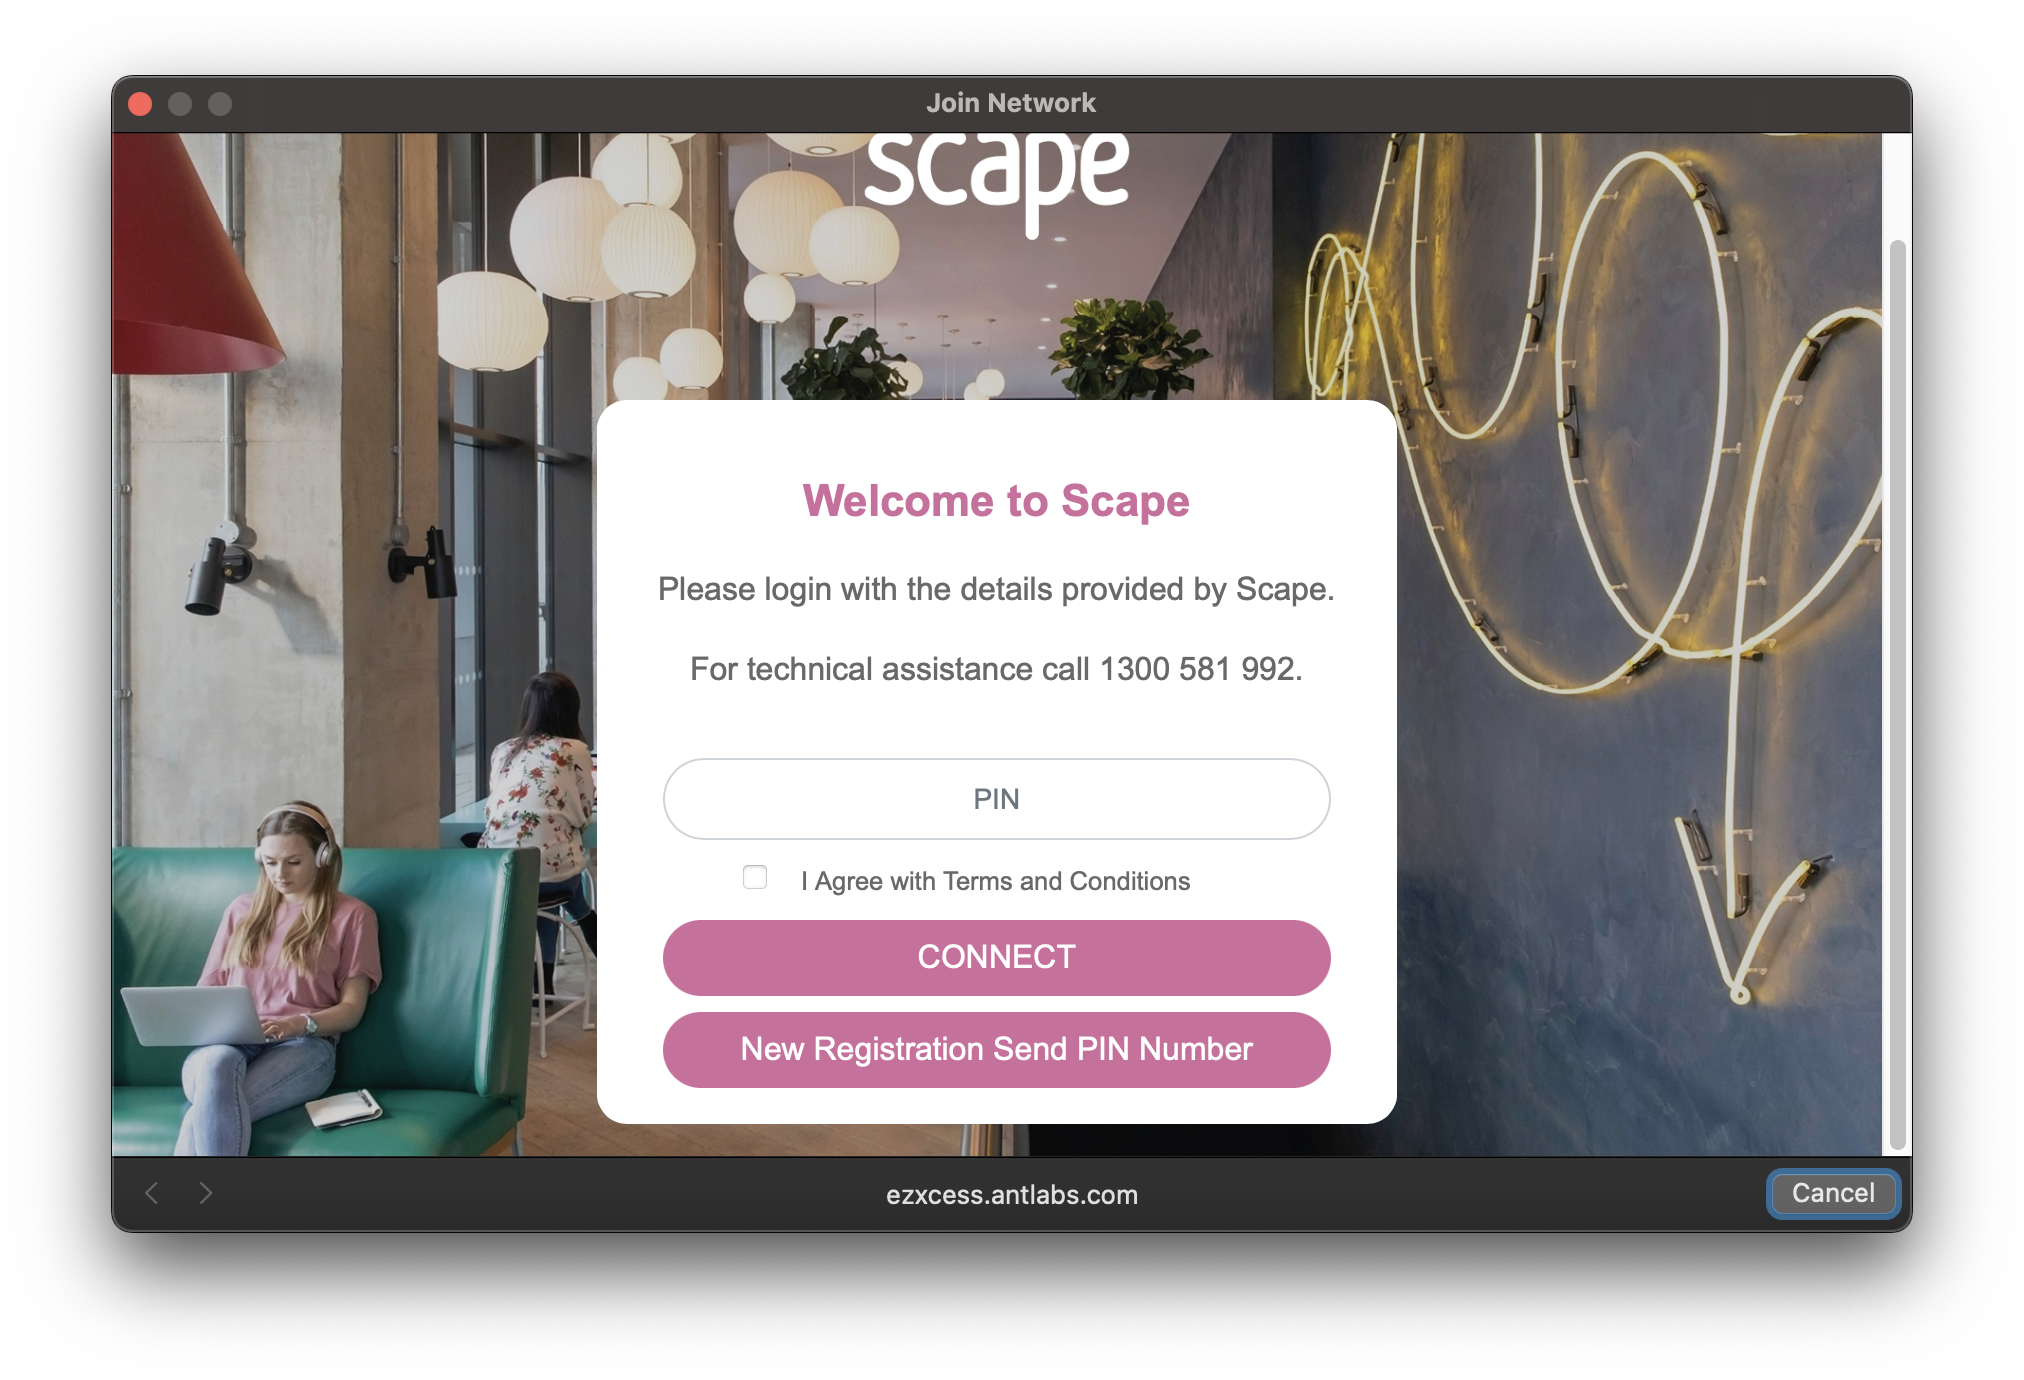 Join Network
scape
Welcome to Scape
Please login with the details provided by Scape.
For technical assistance call 1300 581 992.
PIN
I Agree with Terms and Conditions
CONNECT
New Registration Send PIN Number
ezxcess.antlabs.com
Cancel